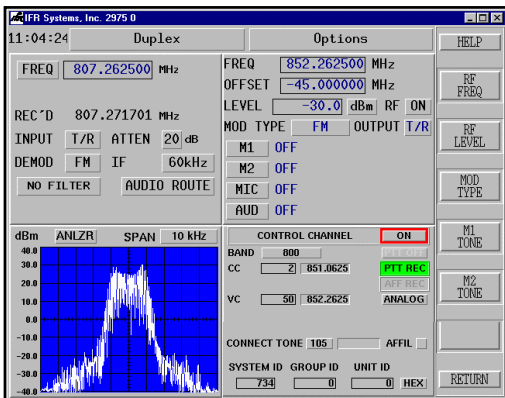 IFR Systems, Inc. 2975 0
11:04:24 Duplex Options HELP
FREQ 807.262500 MHz
REC'D 807.271701 MHz
INPUT T/R ATTEN 20 dB
DEMOD FM IF 60kHz
NO FILTER AUDIO ROUTE
FREQ 852.262500 MHz
OFFSET -45.000000 MHz
LEVEL -30.0 dBm RF ON
MOD TYPE FM OUTPUT T/R
M1 OFF
M2 OFF
MIC OFF
AUD OFF
dBm ANLZR SPAN 10 kHz
40.0
30.0
20.0
10.0
0.0
-10.0
-20.0
-30.0
-40.0
CONTROL CHANNEL ON
BAND 800 PTT OFF
CC 2 851.0625 PTT REC
AFF REC
VC 50 852.2625 ANALOG
CONNECT TONE 105 AFFIL
SYSTEM ID GROUP ID UNIT ID
734 0 0 HEX
RF FREQ
RF LEVEL
MOD TYPE
M1 TONE
M2 TONE
RETURN